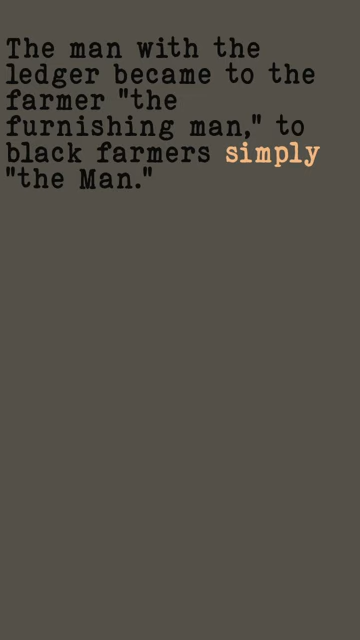 The man with the
ledger became to the
farmer "the
furnishing man," to
black farmers simply
"the Man."